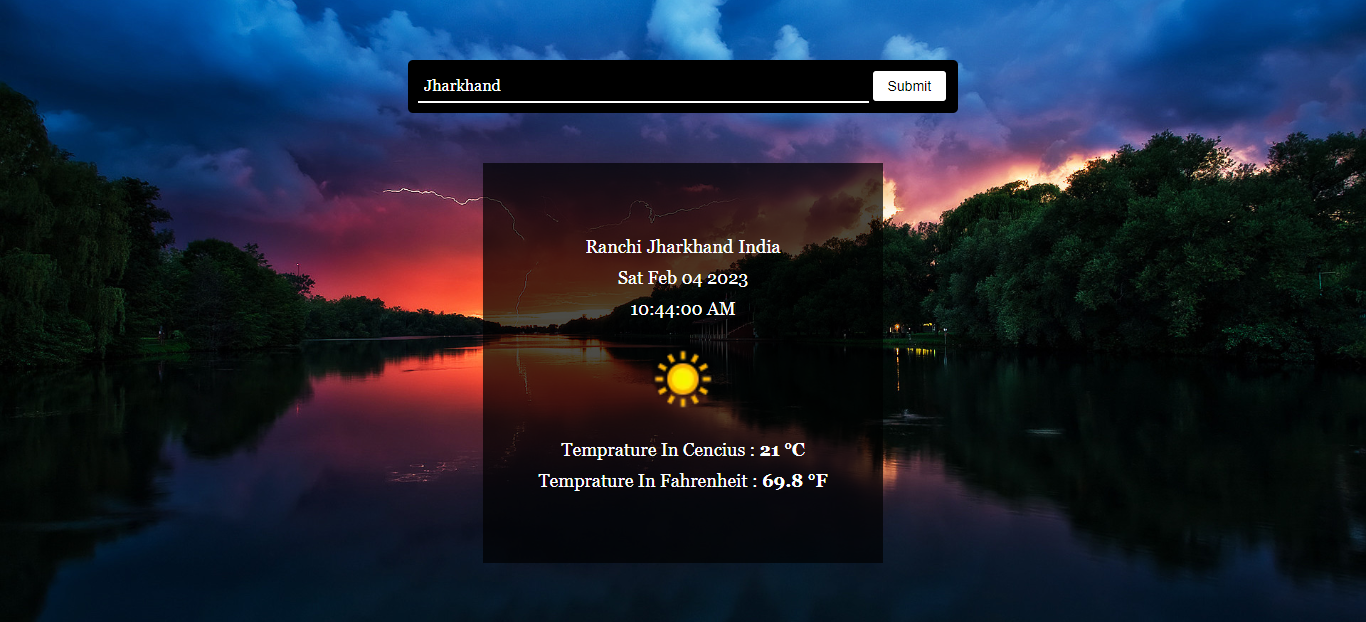 Jharkhand
Submit
Ranchi Jharkhand India
Sat Feb 04 2023
10:44:00 AM
Temprature In Cencius : 21 °C
Temprature In Fahrenheit : 69.8 °F